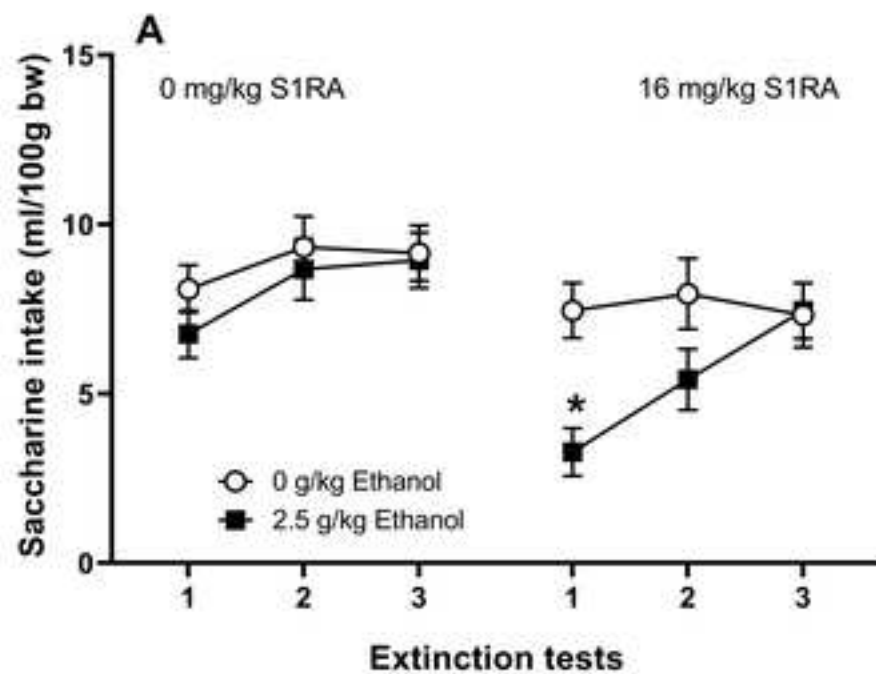 A
Saccharine intake (ml/100g bw)
15
10
5
0
0 mg/kg S1RA
16 mg/kg S1RA
*
0 g/kg Ethanol
2.5 g/kg Ethanol
1 2 3 1 2 3
Extinction tests